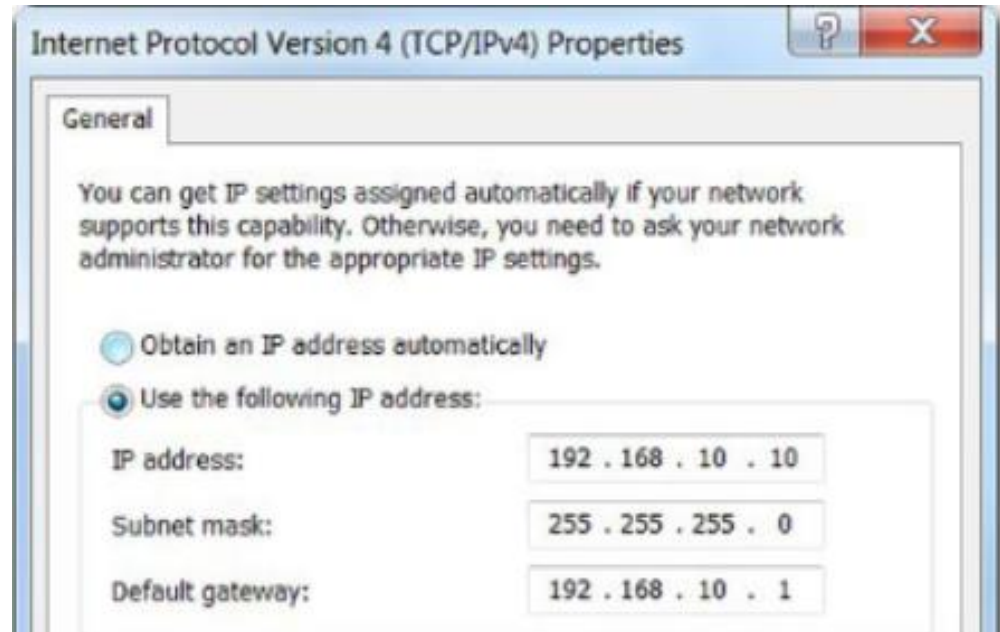 Internet Protocol Version 4 (TCP/IPv4) Properties
?
X
General
You can get IP settings assigned automatically if your network
supports this capability. Otherwise, you need to ask your network
administrator for the appropriate IP settings.
Obtain an IP address automatically
Use the following IP address:
IP address: 192 . 168 . 10 . 10
Subnet mask: 255 . 255 . 255 . 0
Default gateway: 192 . 168 . 10 . 1